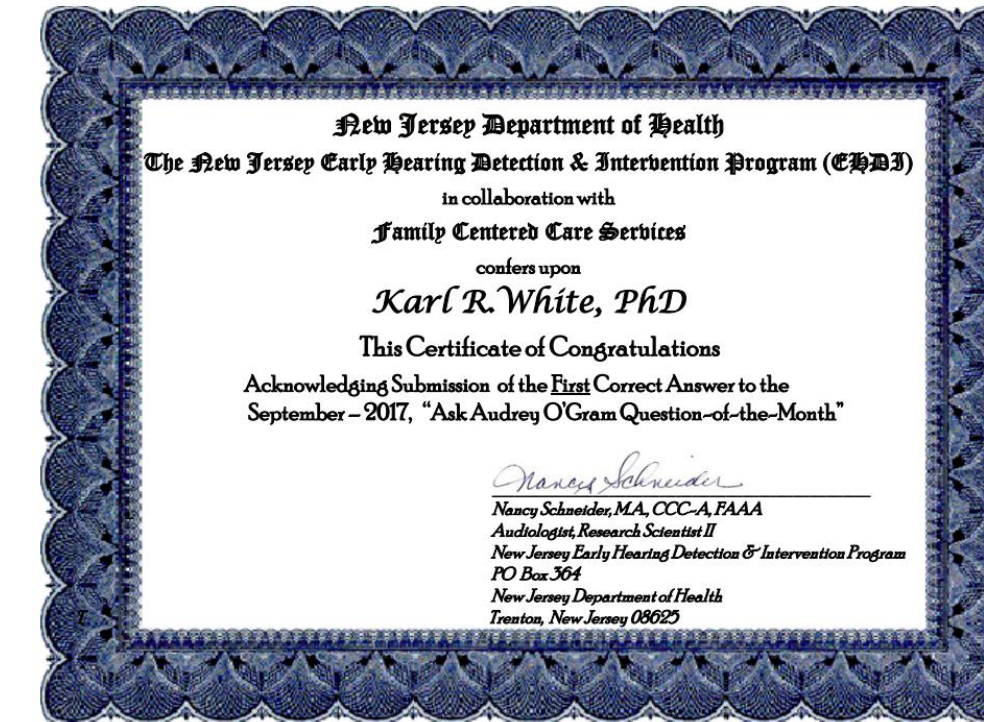 New Jersey Department of Health
The New Jersey Early Hearing Detection & Intervention Program (EHDI)
in collaboration with
Family Centered Care Services
confers upon
Karl R. White, PhD
This Certificate of Congratulations
Acknowledging Submission of the First Correct Answer to the
September – 2017, “Ask Audrey O’Gram Question-of-the-Month”
Nancy Schneider
Nancy Schneider, M.A., CCC-A, FAAA
Audiologist, Research Scientist II
New Jersey Early Hearing Detection & Intervention Program
PO Box 364
New Jersey Department of Health
Trenton, New Jersey 08625